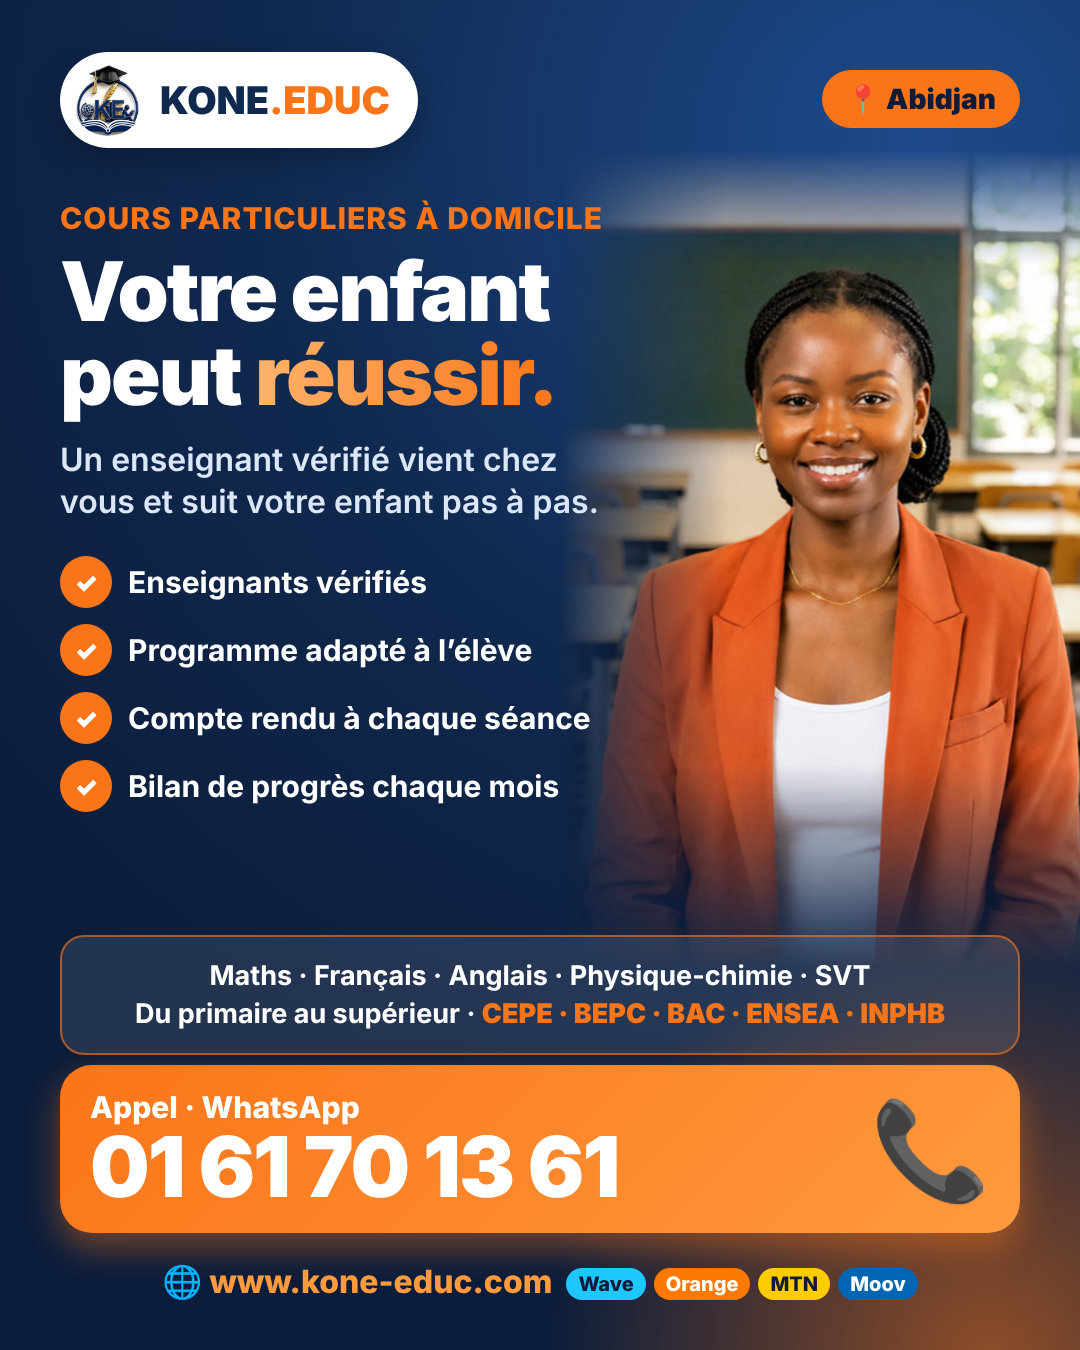 KE
KONE.EDUC
📍 Abidjan
COURS PARTICULIERS À DOMICILE
Votre enfant
peut réussir.
Un enseignant vérifié vient chez
vous et suit votre enfant pas à pas.
Enseignants vérifiés
Programme adapté à l’élève
Compte rendu à chaque séance
Bilan de progrès chaque mois
Maths · Français · Anglais · Physique-chimie · SVT
Du primaire au supérieur · CEPE · BEPC · BAC · ENSEA · INPHB
Appel · WhatsApp
01 61 70 13 61
www.kone-educ.com Wave Orange MTN Moov